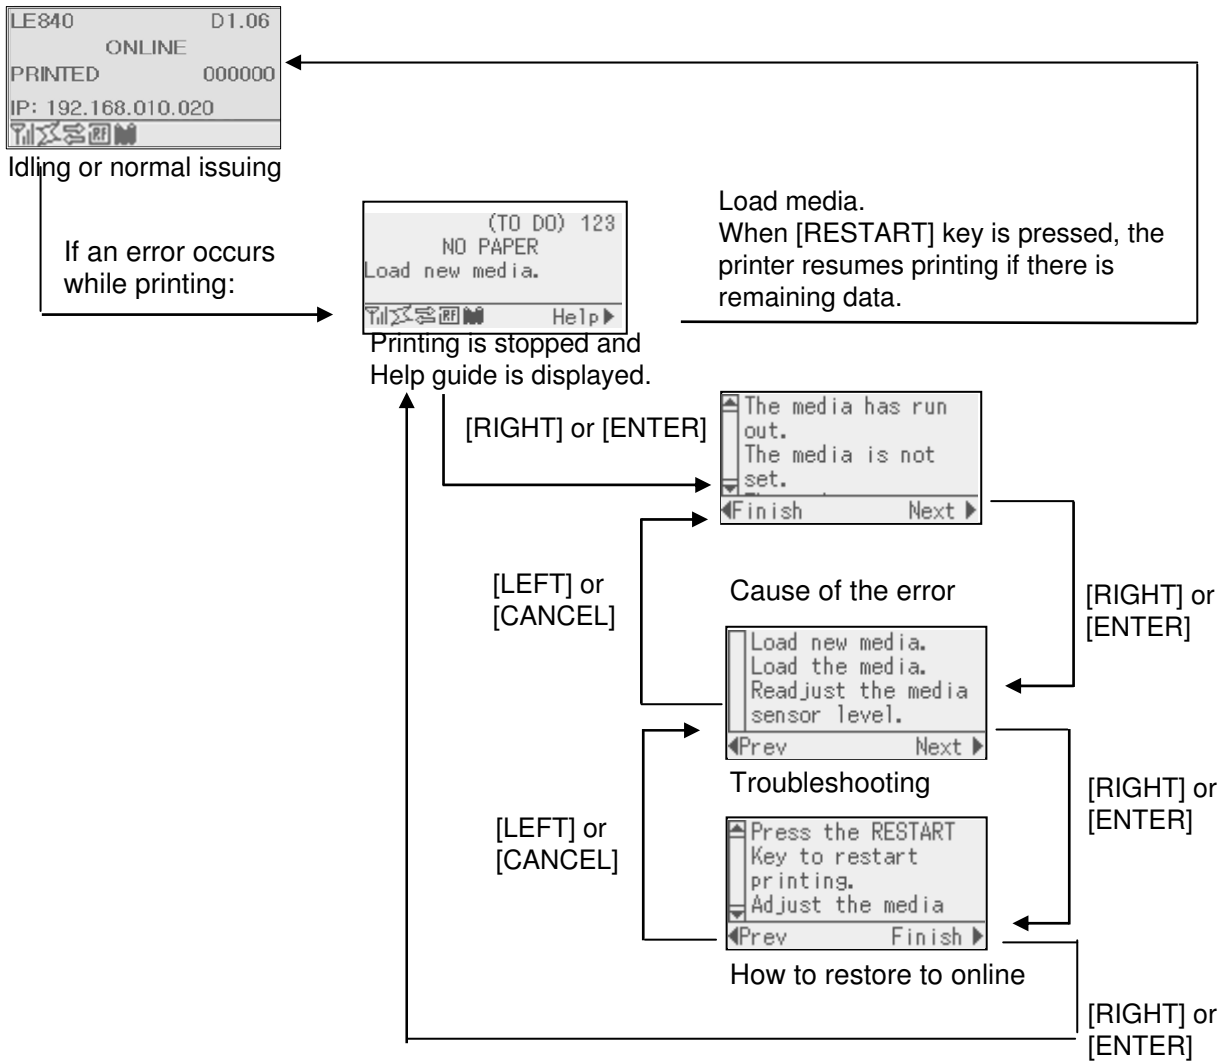 LE840 D1.06
ONLINE
PRINTED 000000
IP: 192.168.010.020
RF
Idling or normal issuing
If an error occurs
while printing:
(TO DO) 123
NO PAPER
Load new media.
RF Help
Printing is stopped and
Help guide is displayed.
Load media.
When [RESTART] key is pressed, the
printer resumes printing if there is
remaining data.
[RIGHT] or [ENTER]
The media has run
out.
The media is not
set.
Finish Next
Cause of the error
[LEFT] or
[CANCEL]
[RIGHT] or
[ENTER]
Load new media.
Load the media.
Readjust the media
sensor level.
Prev Next
Troubleshooting
[LEFT] or
[CANCEL]
[RIGHT] or
[ENTER]
Press the RESTART
Key to restart
printing.
Adjust the media
Prev Finish
How to restore to online
[RIGHT] or
[ENTER]